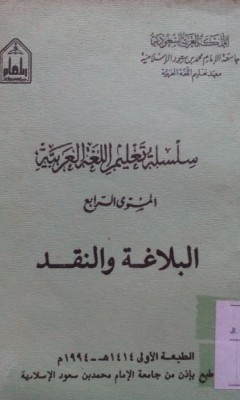 المملكة العربية السعودية
جامعة الإمام محمد بن سعود الإسلامية
معهد تعليم اللغة العربية
سلسلة تعليم اللغة العربية
المستوى الرابع
البلاغة والنقد
الطبعة الأولى ١٤١٤هـ - ١٩٩٤م
طبع بإذن من جامعة الإمام محمد بن سعود الإسلامية